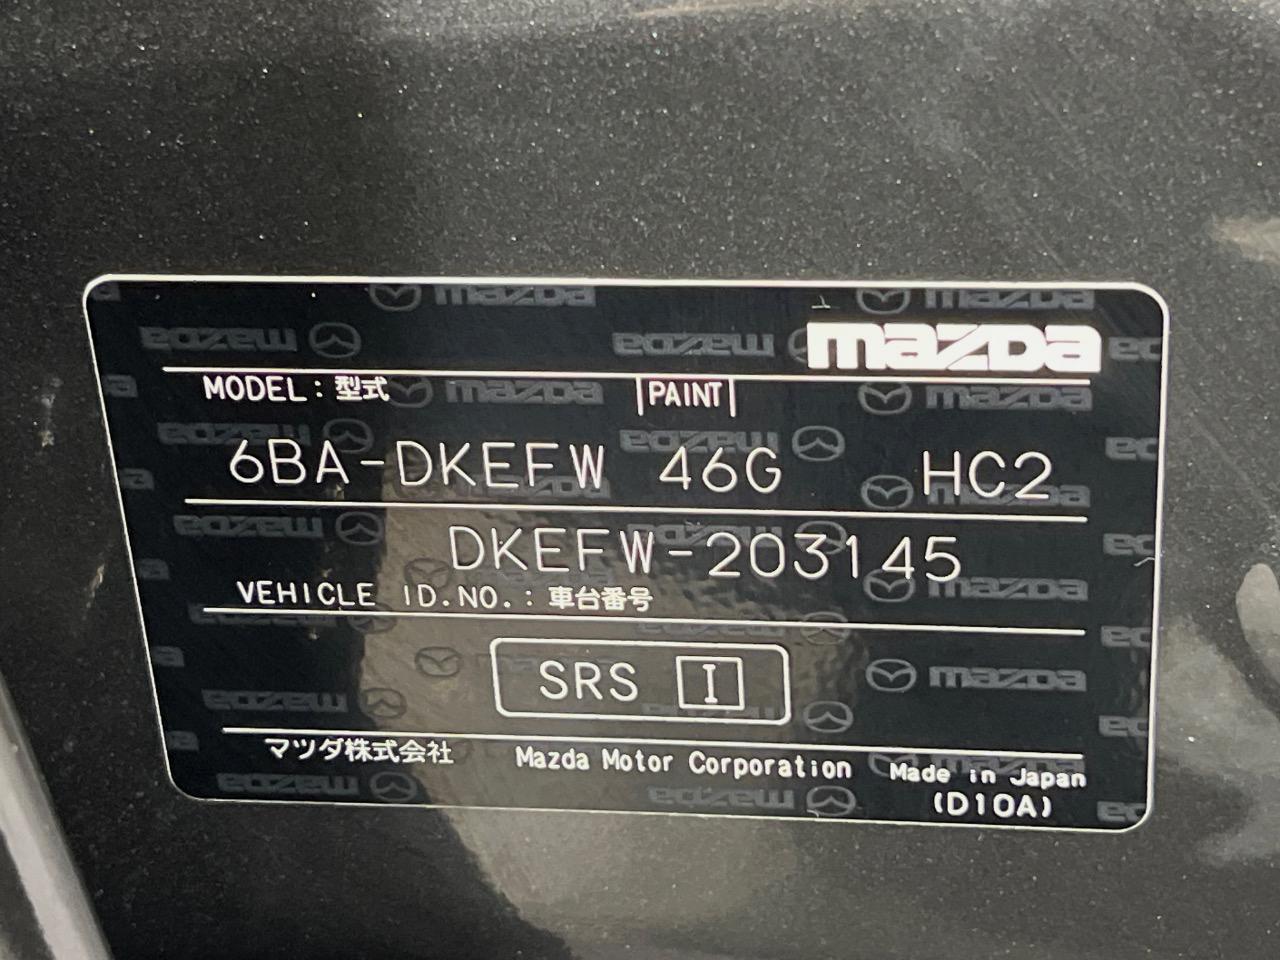 mazda
MODEL：型式 PAINT
6BA-DKEFW 46G HC2
DKEFW-203145
VEHICLE ID.NO.：車台番号
SRS I
マツダ株式会社 Mazda Motor Corporation Made in Japan
(D10A)